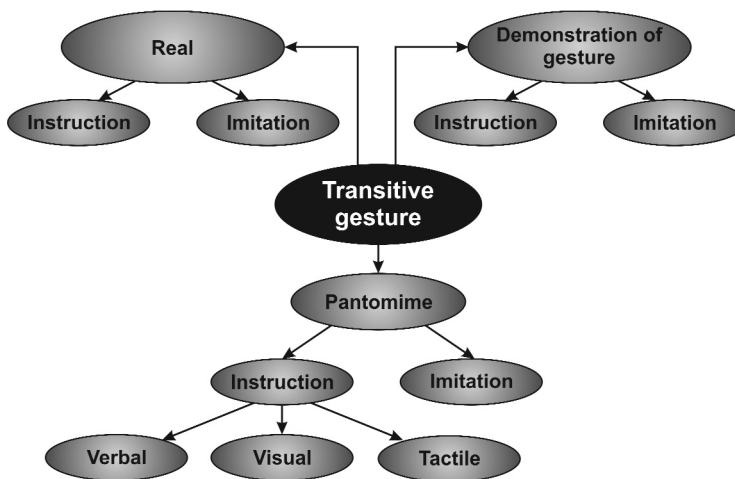 Real
Demonstration of
gesture
Instruction
Imitation
Instruction
Imitation
Transitive
gesture
Pantomime
Instruction
Imitation
Verbal
Visual
Tactile